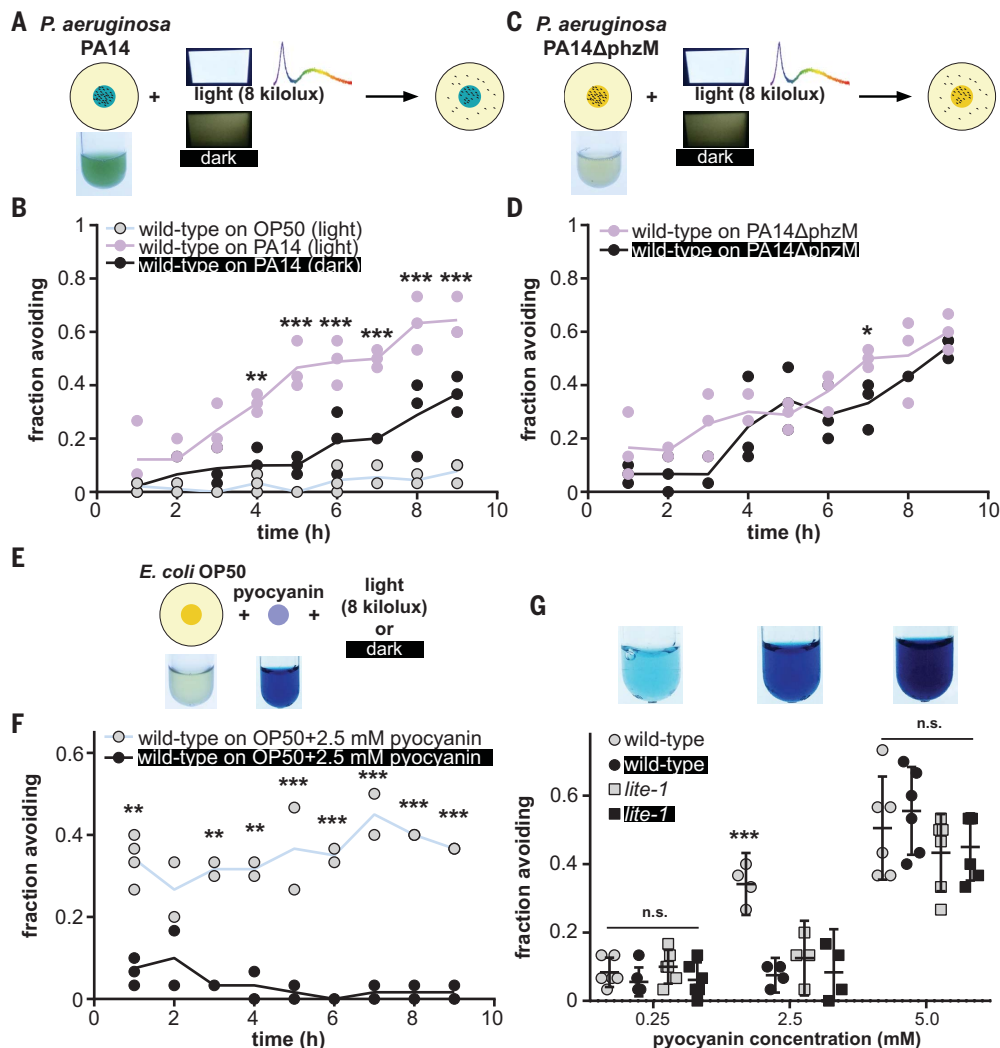 A P. aeruginosa
PA14
+
light (8 kilolux)
dark
C P. aeruginosa
PA14ΔphzM
+
light (8 kilolux)
dark
B
wild-type on OP50 (light)
wild-type on PA14 (light)
wild-type on PA14 (dark)
fraction avoiding
1
0.8
0.6
0.4
0.2
0
** *** *** *** *** ***
0 2 4 6 8 10
time (h)
D
wild-type on PA14ΔphzM
wild-type on PA14ΔphzM
fraction avoiding
1
0.8
0.6
0.4
0.2
0
*
0 2 4 6 8 10
time (h)
E
E. coli OP50
+ pyocyanin +
light
(8 kilolux)
or
dark
F
wild-type on OP50+2.5 mM pyocyanin
wild-type on OP50+2.5 mM pyocyanin
fraction avoiding
0.6
0.4
0.2
0
** ** ** *** *** *** *** ***
0 2 4 6 8 10
time (h)
G
wild-type
wild-type
lite-1
lite-1
n.s.
***
n.s.
fraction avoiding
0.6
0.4
0.2
0
0.25 2.5 5.0
pyocyanin concentration (mM)